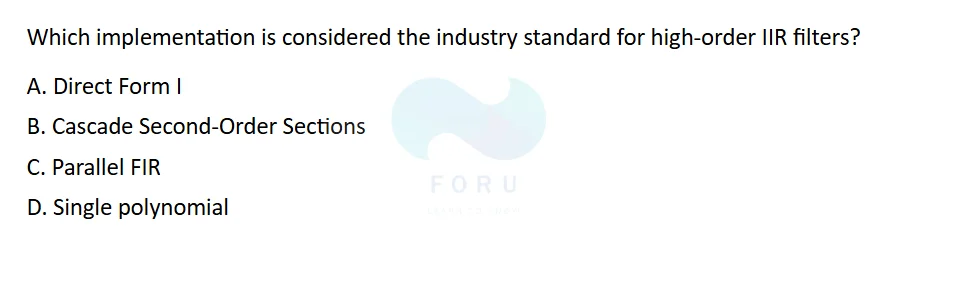 Which implementation is considered the industry standard for high-order IIR filters?
A. Direct Form I
B. Cascade Second-Order Sections
C. Parallel FIR
FORU
D. Single polynomial